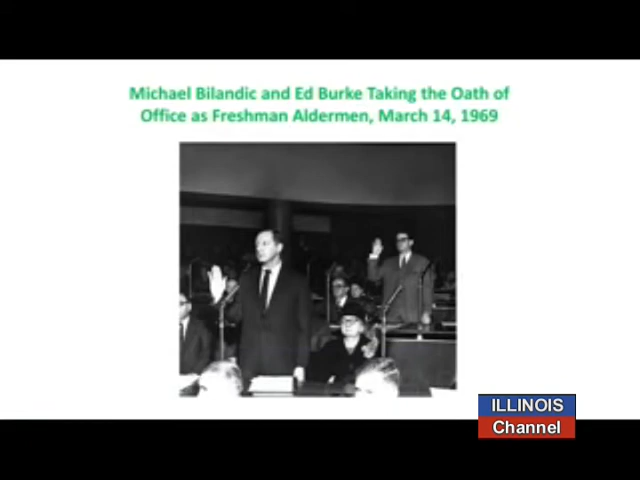 Michael Bilandic and Ed Burke Taking the Oath of
Office as Freshman Aldermen, March 14, 1969
ILLINOIS
Channel